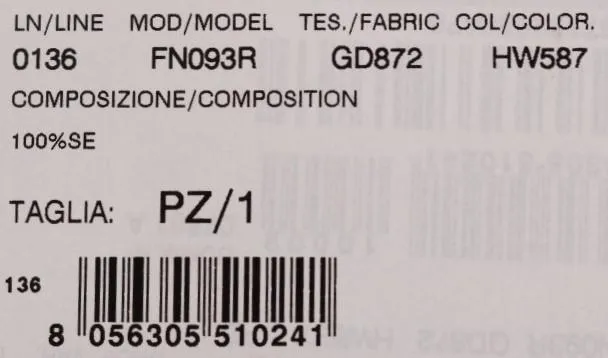 LN/LINE MOD/MODEL TES./FABRIC COL/COLOR.
0136 FN093R GD872 HW587
COMPOSIZIONE/COMPOSITION
100%SE
TAGLIA: PZ/1
136
8 056305 510241